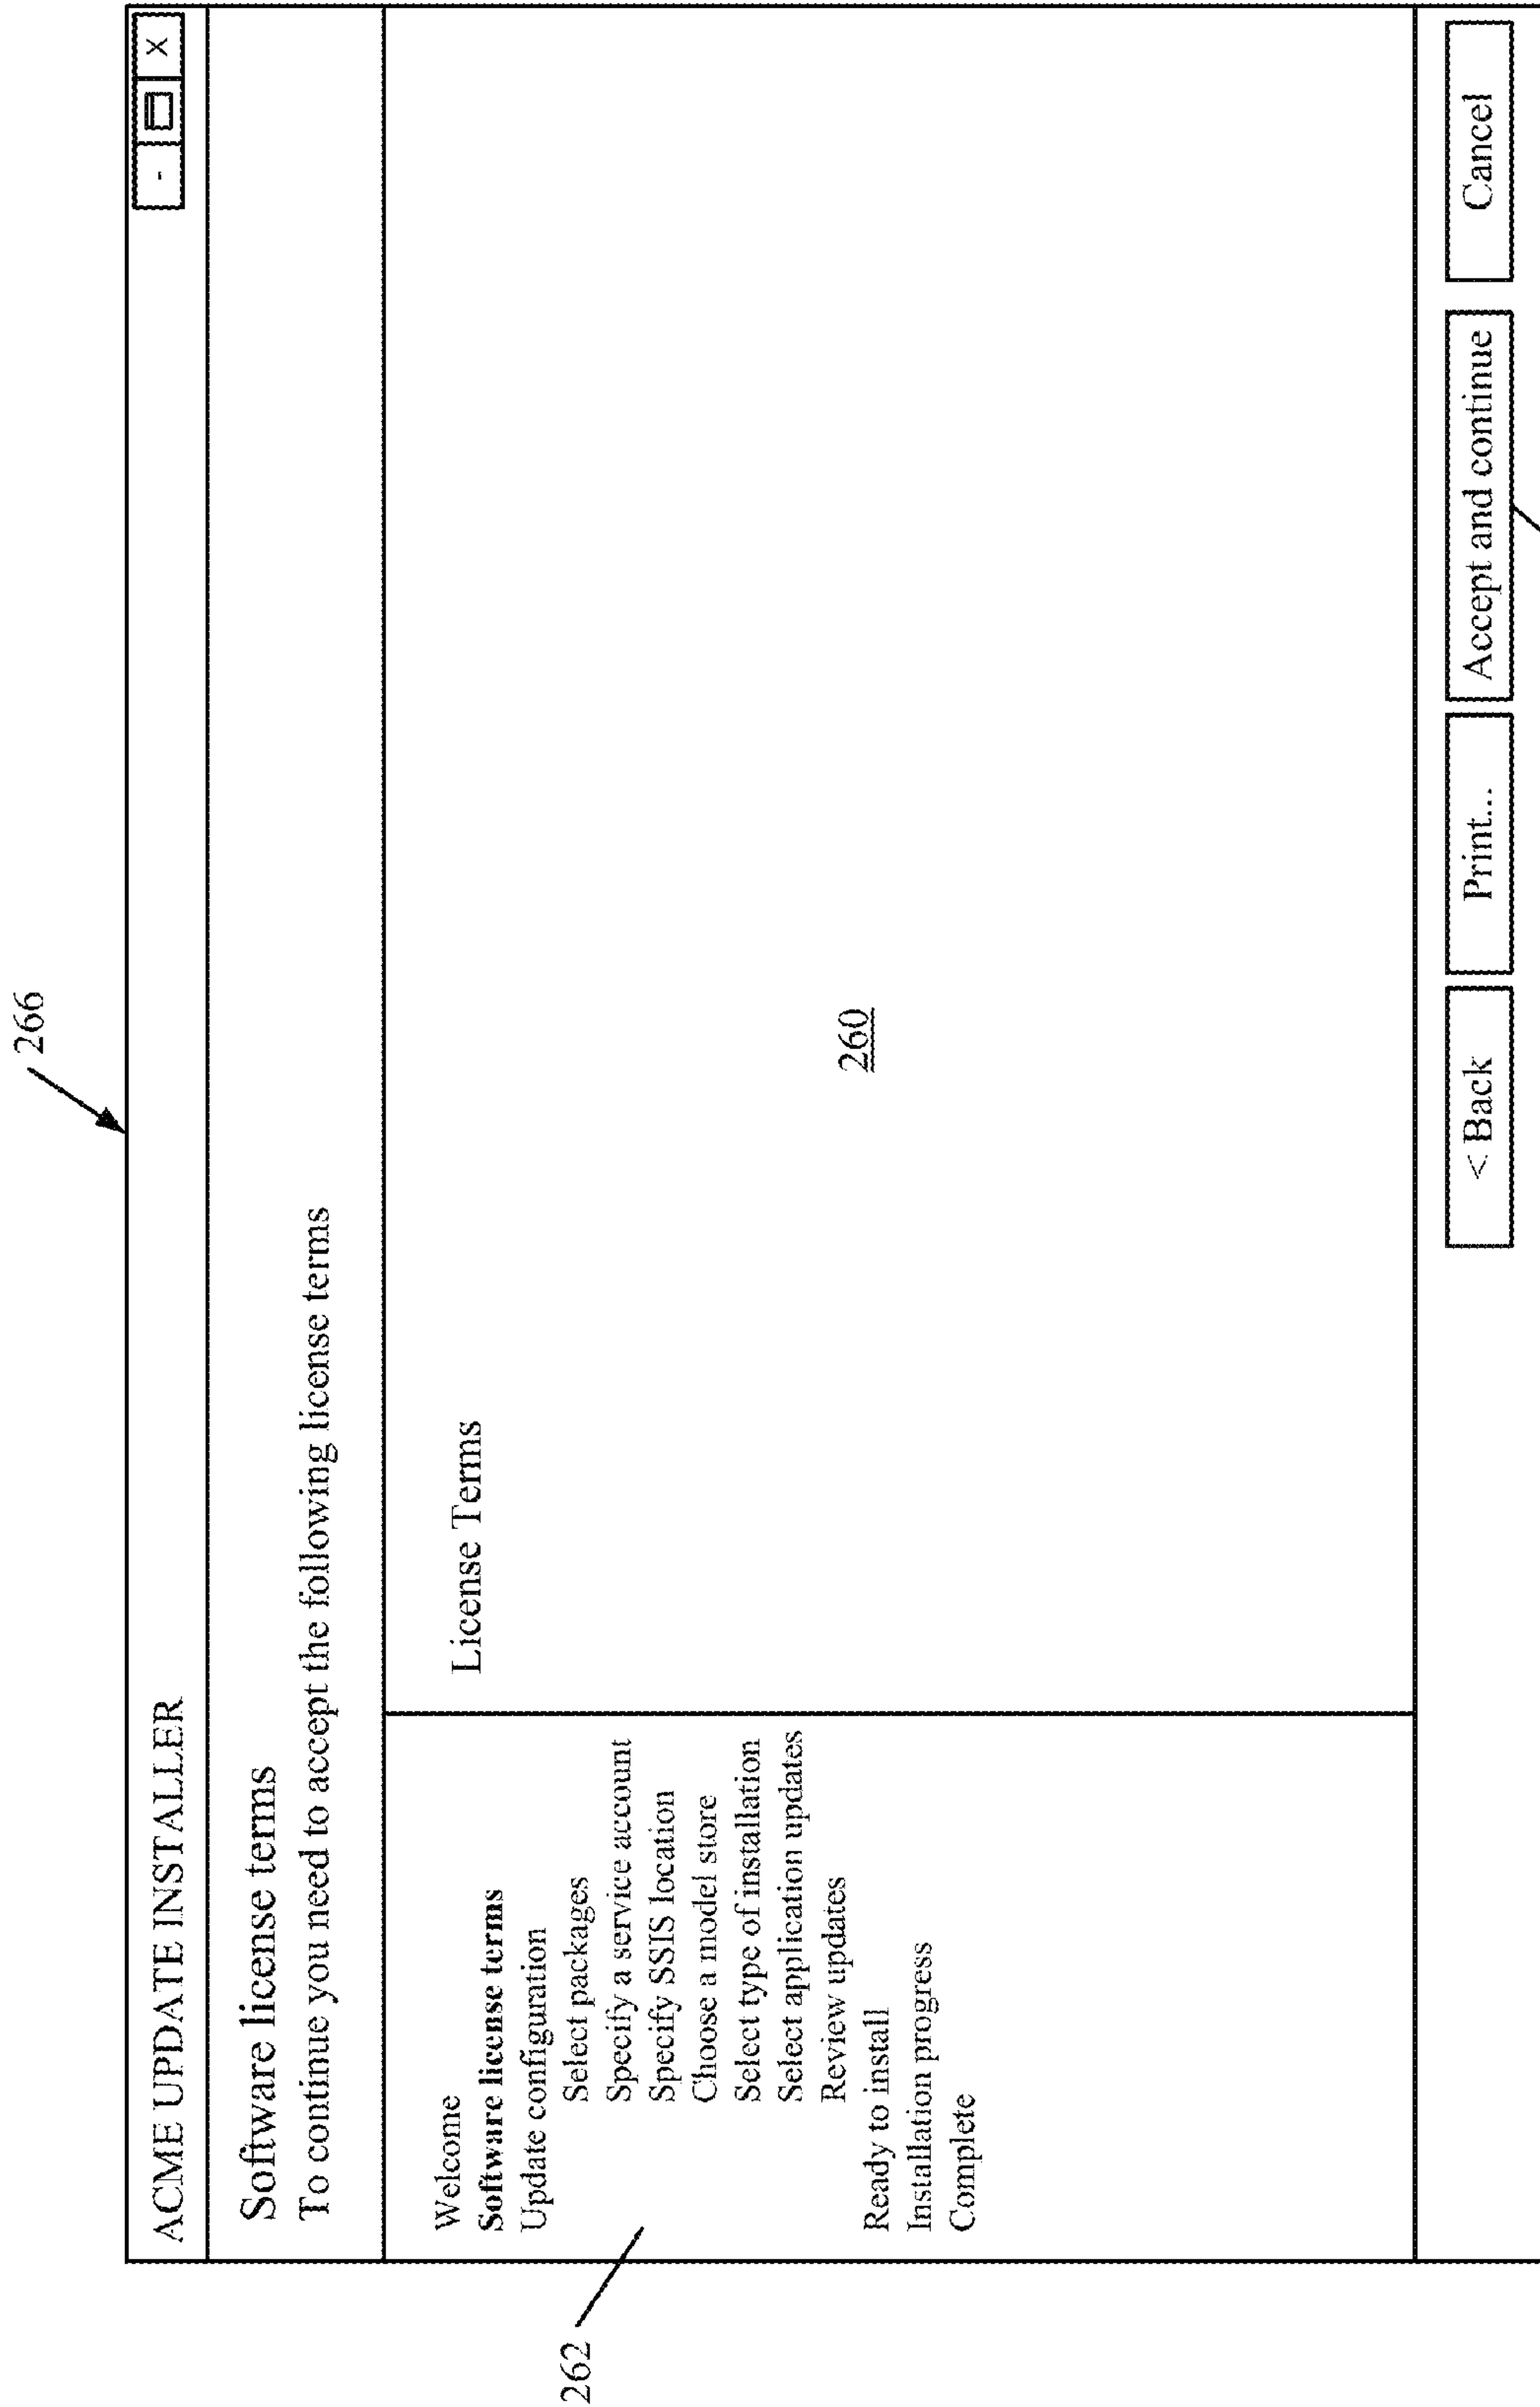 266
ACME UPDATE INSTALLER
- X
Software license terms
To continue you need to accept the following license terms
262
Welcome
Software license terms
Update configuration
Select packages
Specify a service account
Specify SSIS location
Choose a model store
Select type of installation
Select application updates
Review updates
Ready to install
Installation progress
Complete
License Terms
260
< Back
Print...
Accept and continue
Cancel